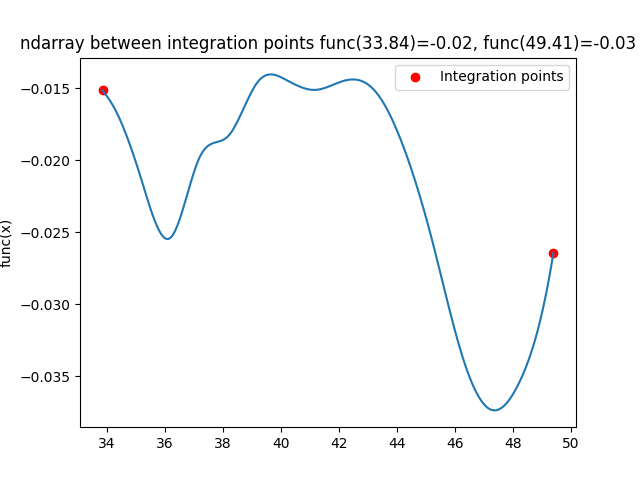 ndarray between integration points func(33.84)=-0.02, func(49.41)=-0.03
Integration points
−0.015
−0.020
−0.025
−0.030
−0.035
func(x)
34 36 38 40 42 44 46 48 50